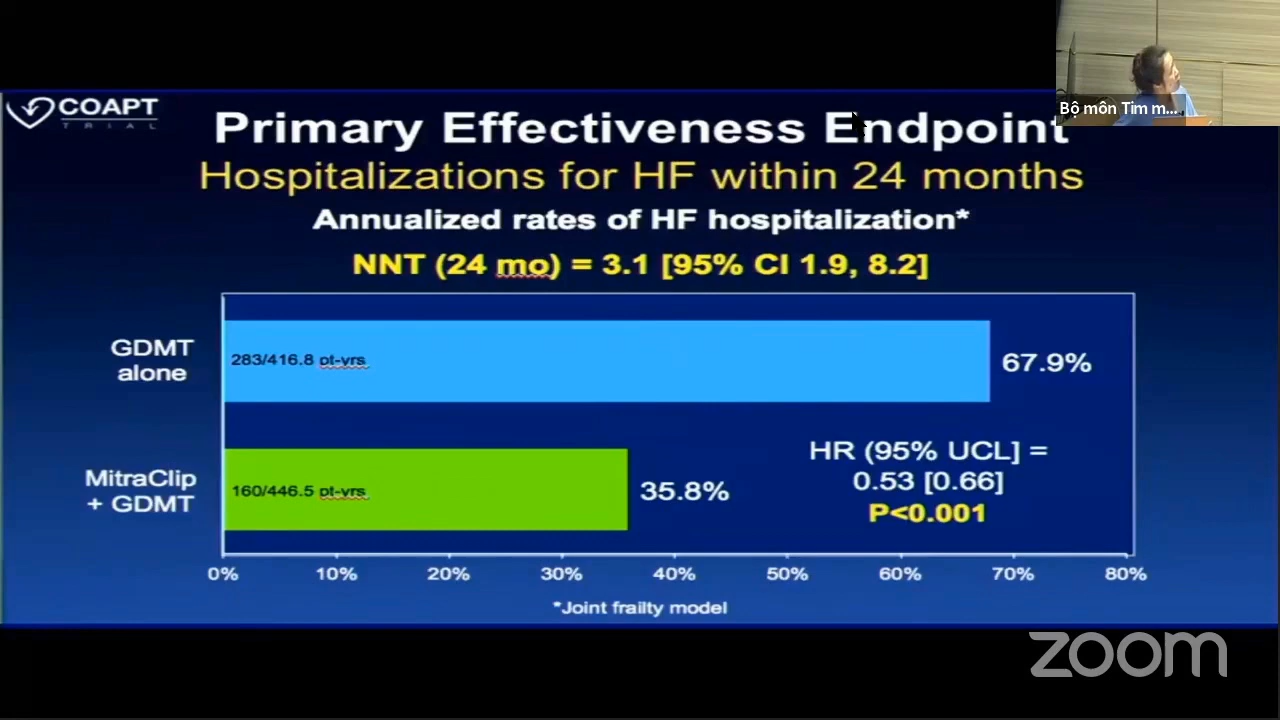 COAPT
TRIAL
Bộ môn Tim m...
Primary Effectiveness Endpoint
Hospitalizations for HF within 24 months
Annualized rates of HF hospitalization*
NNT (24 mo) = 3.1 [95% CI 1.9, 8.2]
GDMT
alone
283/416.8 pt-yrs
67.9%
MitraClip
+ GDMT
160/446.5 pt-yrs
35.8%
HR (95% UCL] =
0.53 [0.66]
P<0.001
0% 10% 20% 30% 40% 50% 60% 70% 80%
*Joint frailty model
zoom